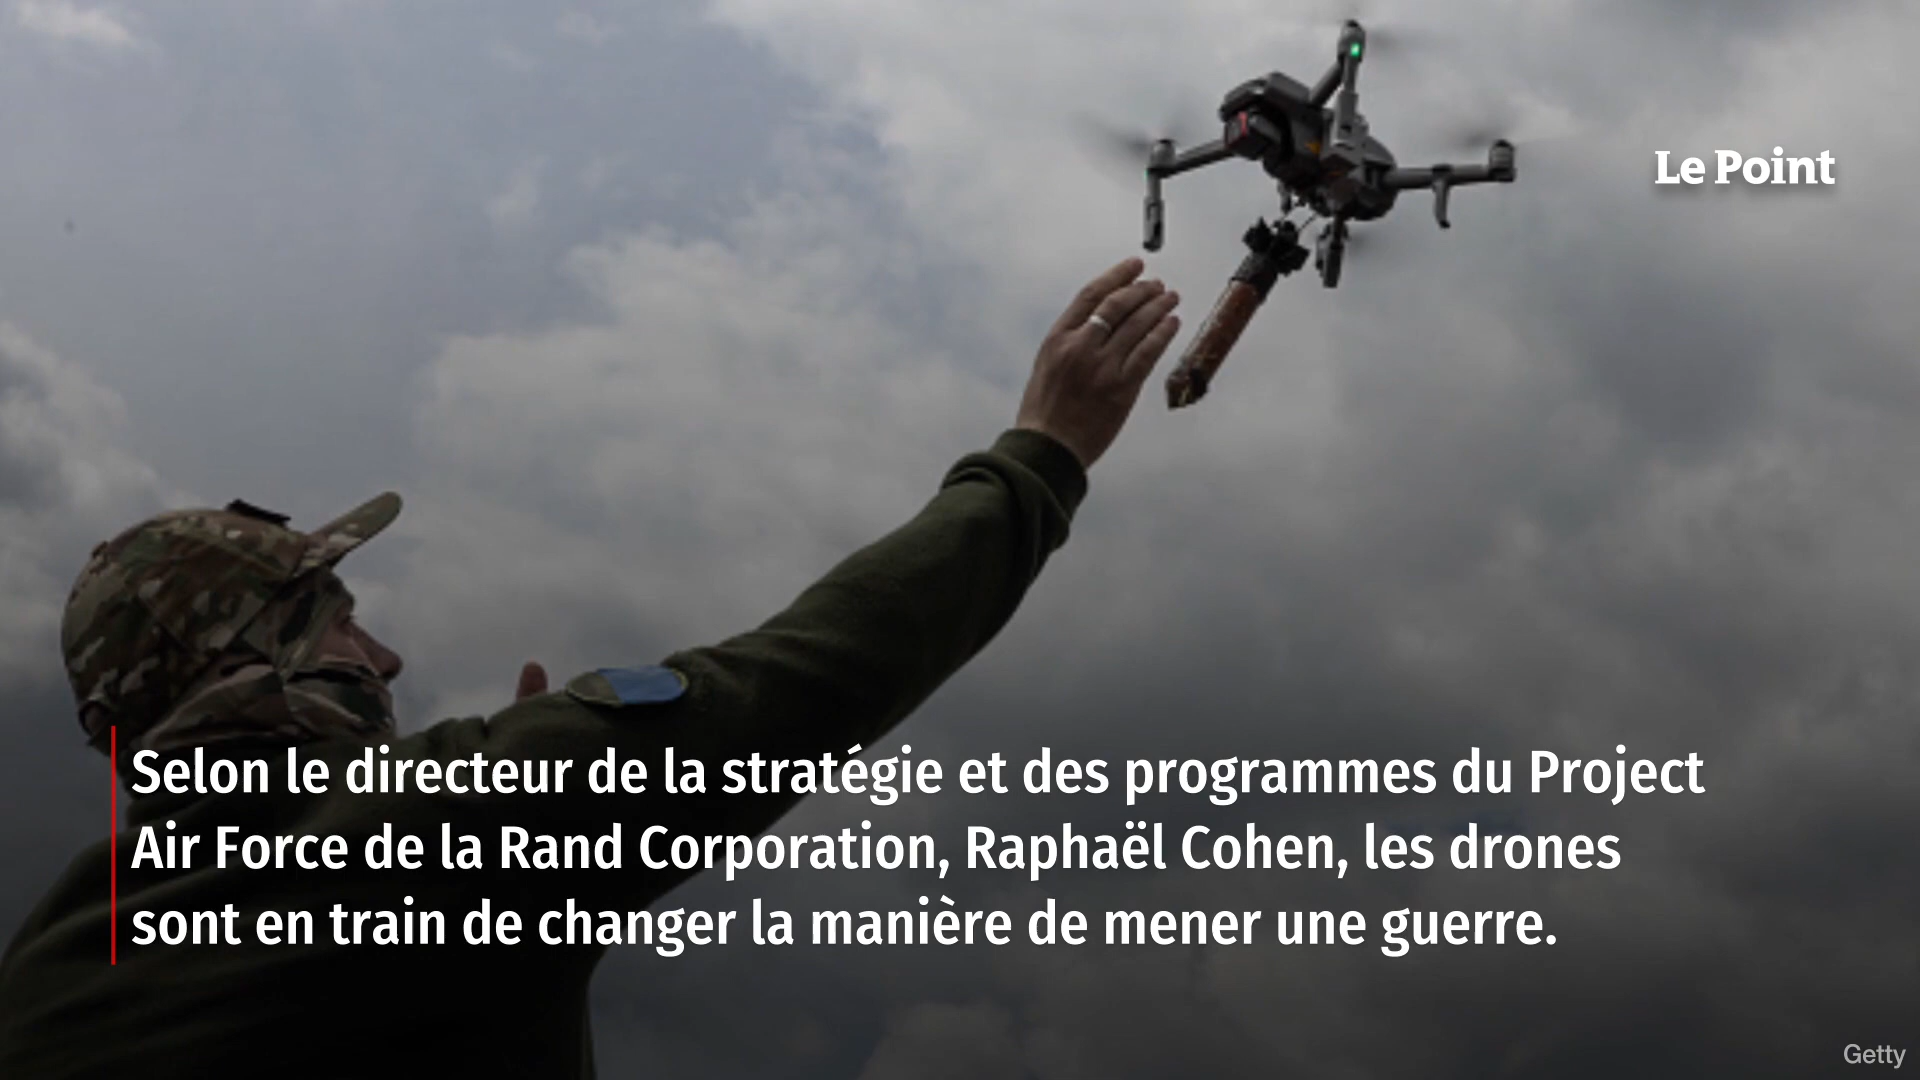 Le Point
Selon le directeur de la stratégie et des programmes du Project
Air Force de la Rand Corporation, Raphaël Cohen, les drones
sont en train de changer la manière de mener une guerre.
Getty